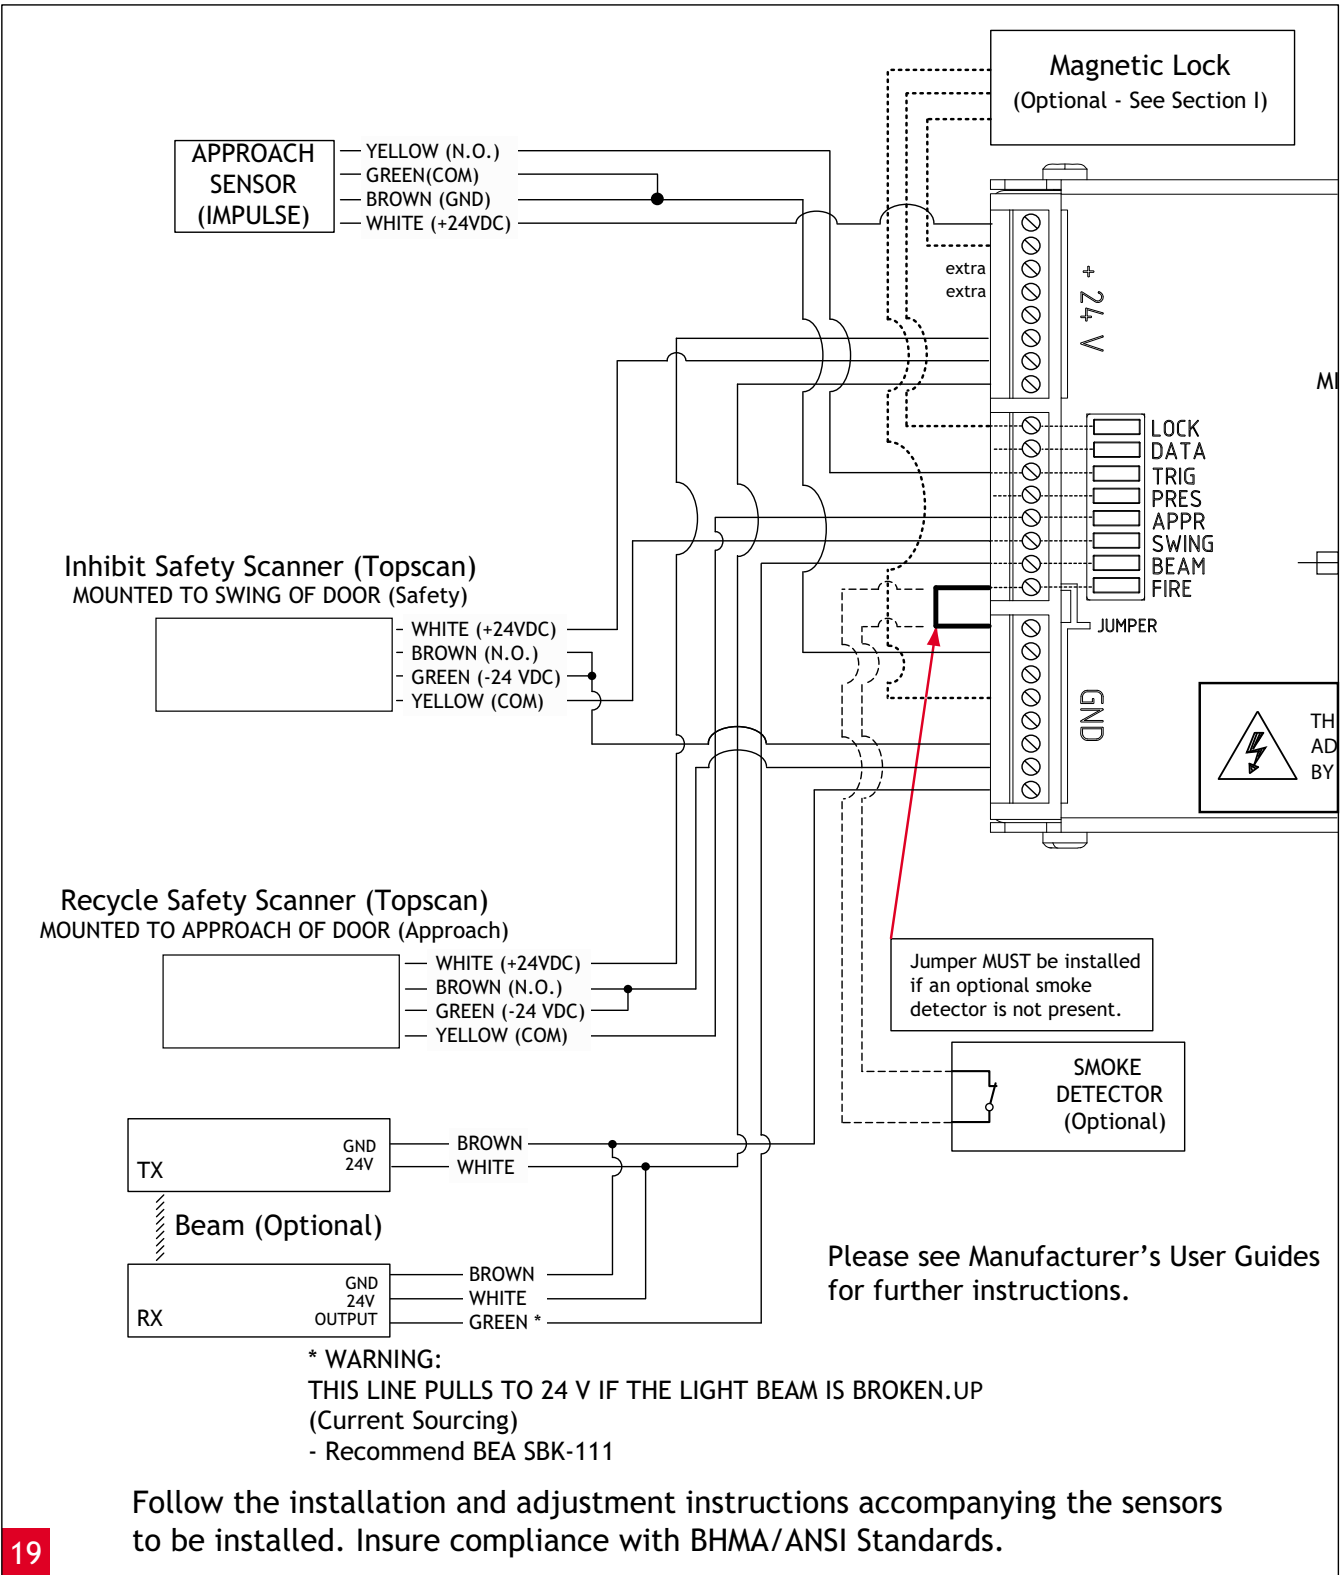 Magnetic Lock
(Optional - See Section I)
APPROACH
SENSOR
(IMPULSE)
YELLOW (N.O.)
GREEN(COM)
BROWN (GND)
WHITE (+24VDC)
extra
extra
+ 24 V
MI
LOCK
DATA
TRIG
PRES
APPR
SWING
BEAM
FIRE
JUMPER
GND
TH
AD
BY
Inhibit Safety Scanner (Topscan)
MOUNTED TO SWING OF DOOR (Safety)
WHITE (+24VDC)
BROWN (N.O.)
GREEN (-24 VDC)
YELLOW (COM)
Recycle Safety Scanner (Topscan)
MOUNTED TO APPROACH OF DOOR (Approach)
WHITE (+24VDC)
BROWN (N.O.)
GREEN (-24 VDC)
YELLOW (COM)
Jumper MUST be installed
if an optional smoke
detector is not present.
SMOKE
DETECTOR
(Optional)
TX
GND
24V
BROWN
WHITE
Beam (Optional)
RX
GND
24V
OUTPUT
BROWN
WHITE
GREEN *
Please see Manufacturer’s User Guides
for further instructions.
* WARNING:
THIS LINE PULLS TO 24 V IF THE LIGHT BEAM IS BROKEN.UP
(Current Sourcing)
- Recommend BEA SBK-111
Follow the installation and adjustment instructions accompanying the sensors
to be installed. Insure compliance with BHMA/ANSI Standards.
19